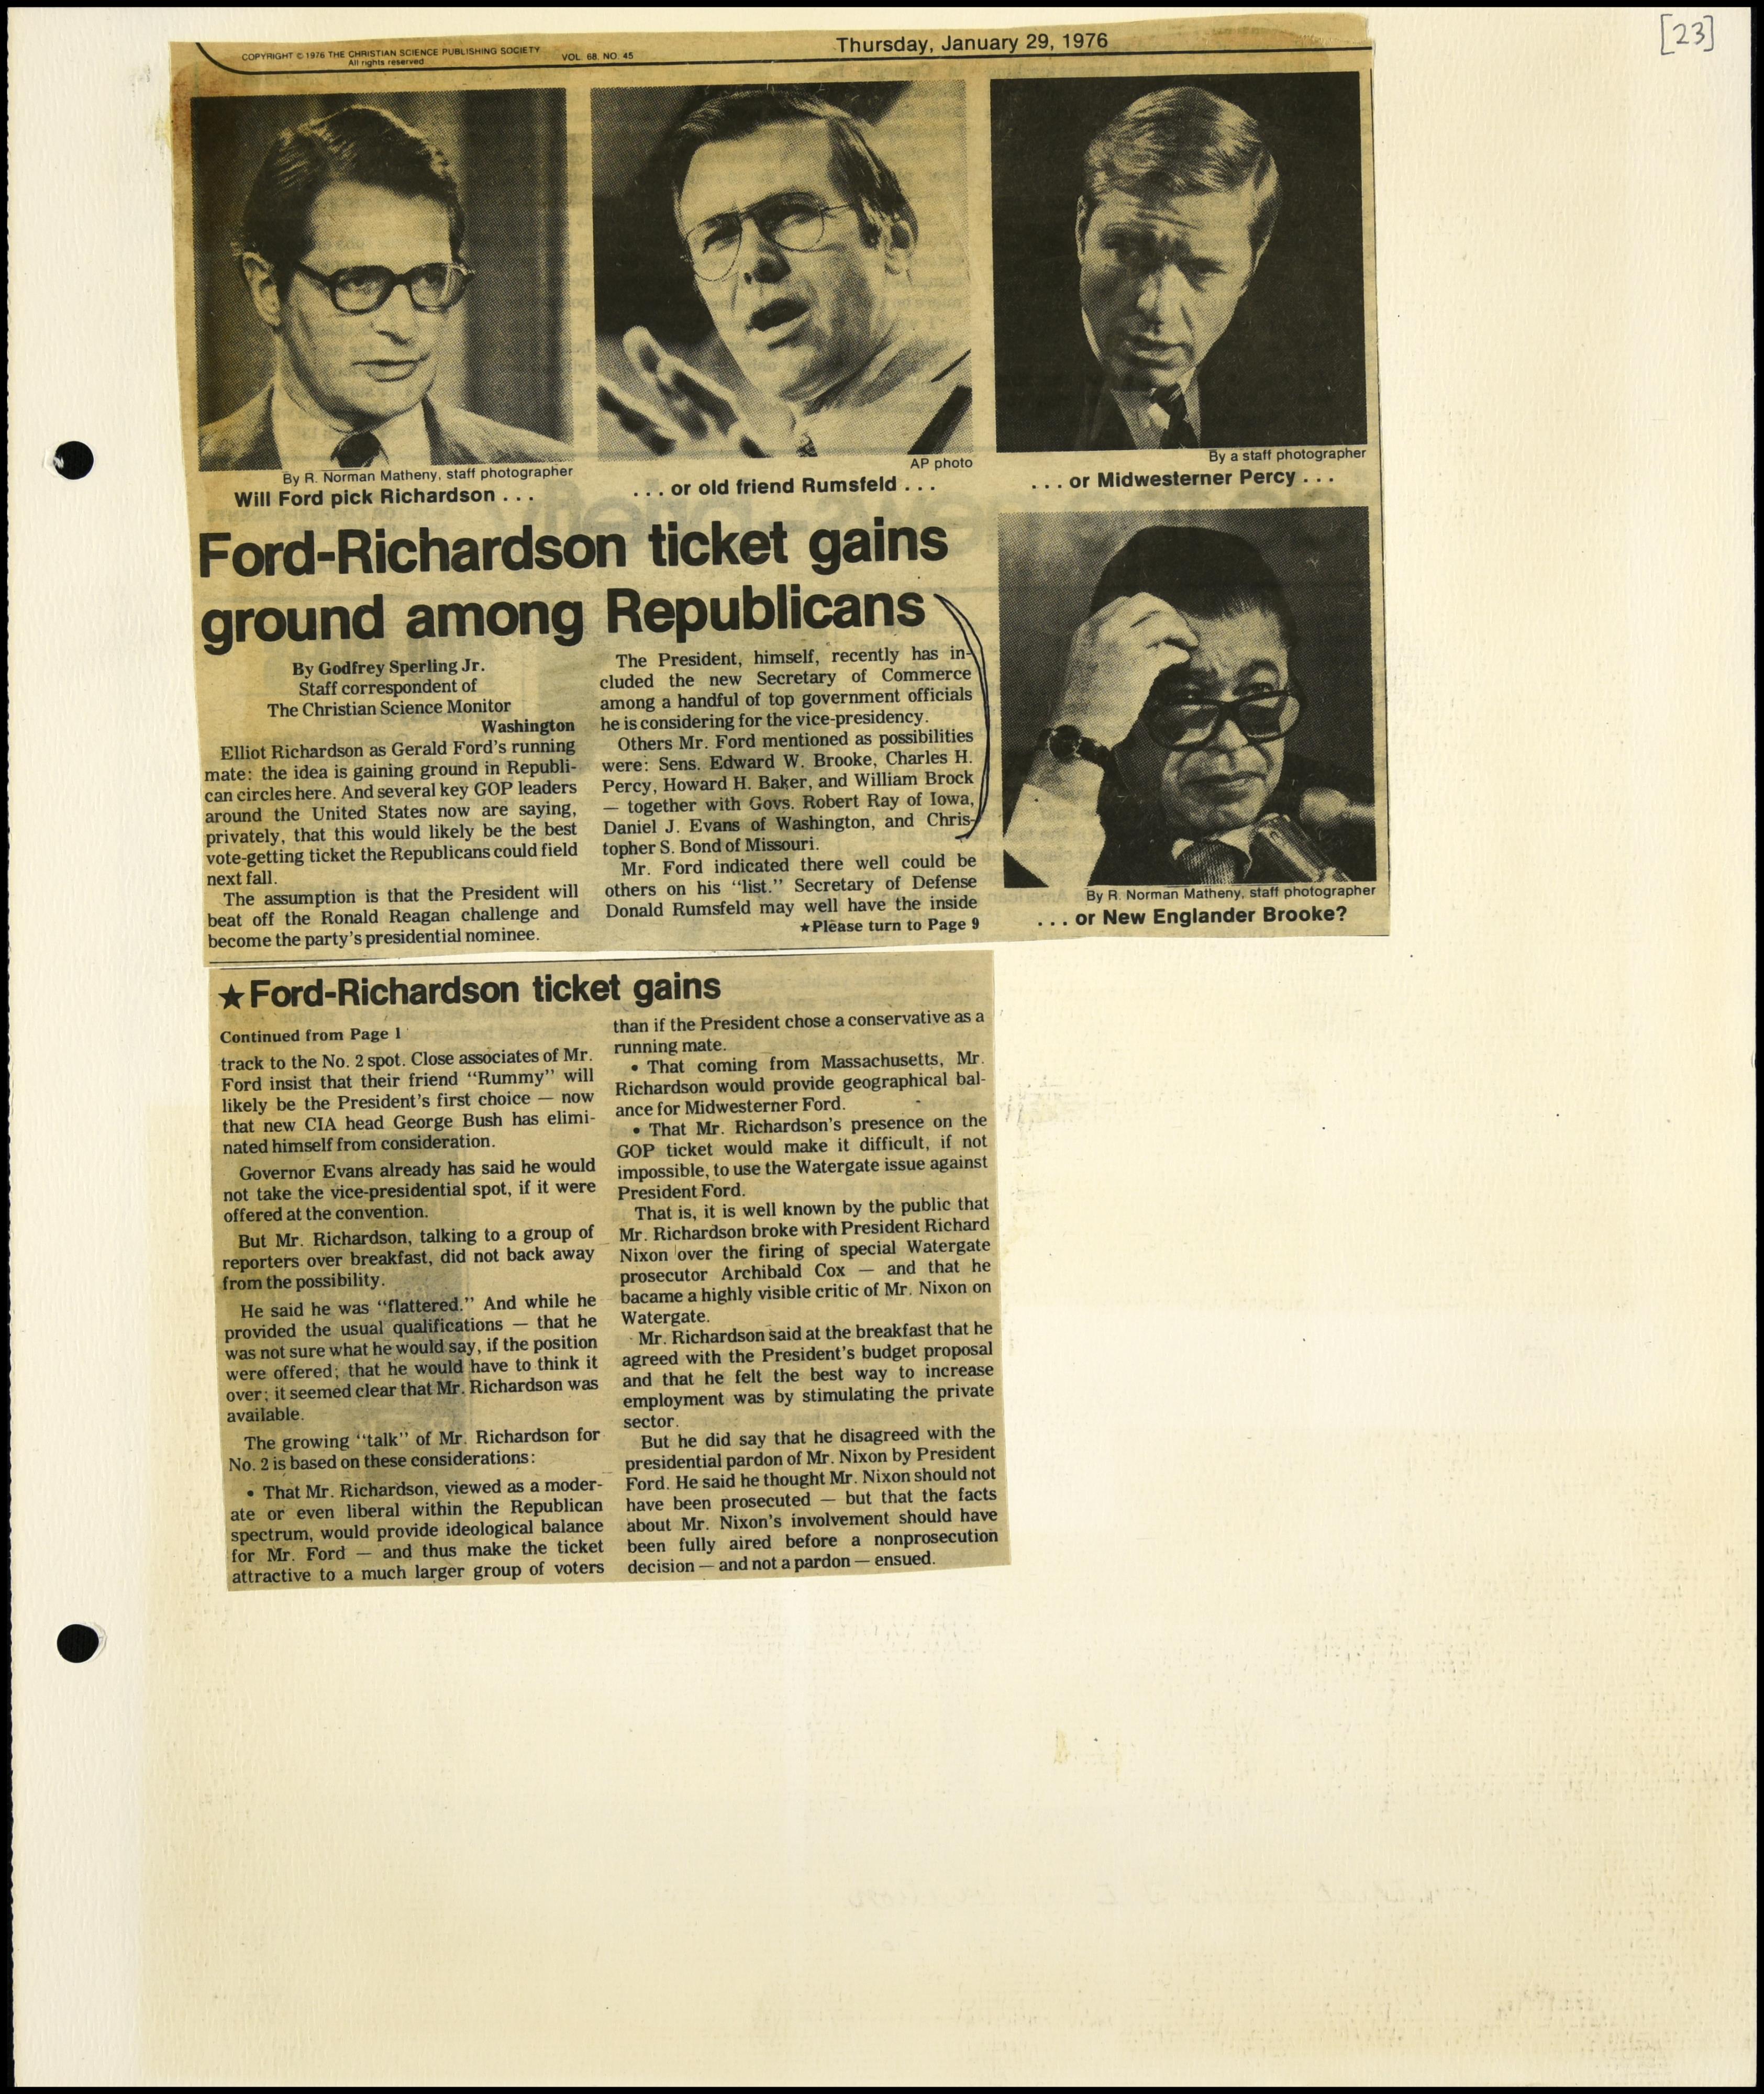 [23]
COPYRIGHT © 1976 THE CHRISTIAN SCIENCE PUBLISHING SOCIETY
All rights reserved
VOL. 68, NO. 45
Thursday, January 29, 1976
By R. Norman Matheny, staff photographer
Will Ford pick Richardson . . .
AP photo
. . . or old friend Rumsfeld . . .
By a staff photographer
. . . or Midwesterner Percy . . .
Ford-Richardson ticket gains
ground among Republicans
By Godfrey Sperling Jr.
Staff correspondent of
The Christian Science Monitor
Washington
Elliot Richardson as Gerald Ford's running
mate: the idea is gaining ground in Republi-
can circles here. And several key GOP leaders
around the United States now are saying,
privately, that this would likely be the best
vote-getting ticket the Republicans could field
next fall.
The assumption is that the President will
beat off the Ronald Reagan challenge and
become the party's presidential nominee.
The President, himself, recently has in-
cluded the new Secretary of Commerce
among a handful of top government officials
he is considering for the vice-presidency.
Others Mr. Ford mentioned as possibilities
were: Sens. Edward W. Brooke, Charles H.
Percy, Howard H. Baker, and William Brock
— together with Govs. Robert Ray of Iowa,
Daniel J. Evans of Washington, and Chris-
topher S. Bond of Missouri.
Mr. Ford indicated there well could be
others on his "list." Secretary of Defense
Donald Rumsfeld may well have the inside
★Please turn to Page 9
By R. Norman Matheny, staff photographer
. . . or New Englander Brooke?
★Ford-Richardson ticket gains
Continued from Page 1
track to the No. 2 spot. Close associates of Mr.
Ford insist that their friend "Rummy" will
likely be the President's first choice — now
that new CIA head George Bush has elimi-
nated himself from consideration.
Governor Evans already has said he would
not take the vice-presidential spot, if it were
offered at the convention.
But Mr. Richardson, talking to a group of
reporters over breakfast, did not back away
from the possibility.
He said he was "flattered." And while he
provided the usual qualifications — that he
was not sure what he would say, if the position
were offered; that he would have to think it
over; it seemed clear that Mr. Richardson was
available.
The growing "talk" of Mr. Richardson for
No. 2 is based on these considerations:
• That Mr. Richardson, viewed as a moder-
ate or even liberal within the Republican
spectrum, would provide ideological balance
for Mr. Ford — and thus make the ticket
attractive to a much larger group of voters
than if the President chose a conservative as a
running mate.
• That coming from Massachusetts, Mr.
Richardson would provide geographical bal-
ance for Midwesterner Ford.
• That Mr. Richardson's presence on the
GOP ticket would make it difficult, if not
impossible, to use the Watergate issue against
President Ford.
That is, it is well known by the public that
Mr. Richardson broke with President Richard
Nixon over the firing of special Watergate
prosecutor Archibald Cox — and that he
bacame a highly visible critic of Mr. Nixon on
Watergate.
Mr. Richardson said at the breakfast that he
agreed with the President's budget proposal
and that he felt the best way to increase
employment was by stimulating the private
sector.
But he did say that he disagreed with the
presidential pardon of Mr. Nixon by President
Ford. He said he thought Mr. Nixon should not
have been prosecuted — but that the facts
about Mr. Nixon's involvement should have
been fully aired before a nonprosecution
decision — and not a pardon — ensued.